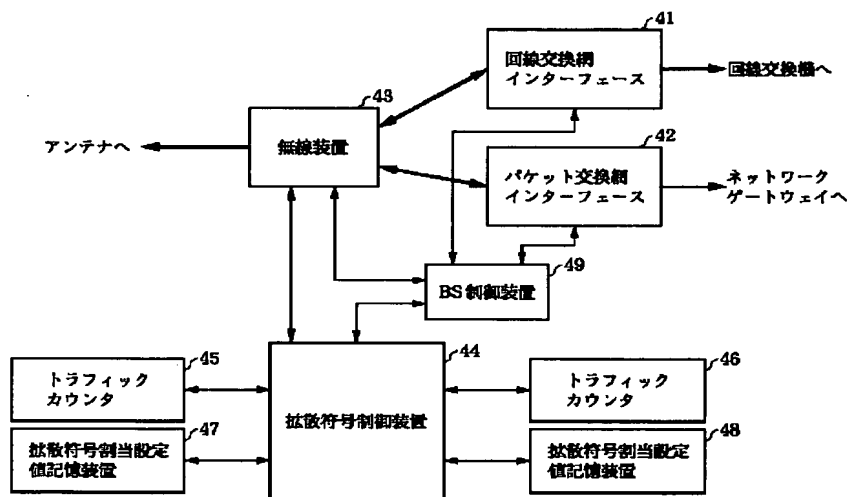 41
回線交換網
インターフェース
回線交換機へ
43
無線装置
アンテナへ
42
パケット交換網
インターフェース
ネットワーク
ゲートウェイへ
49
BS制御装置
45
トラフィック
カウンタ
44
拡散符号制御装置
46
トラフィック
カウンタ
47
拡散符号割当設定
値記憶装置
48
拡散符号割当設定
値記憶装置